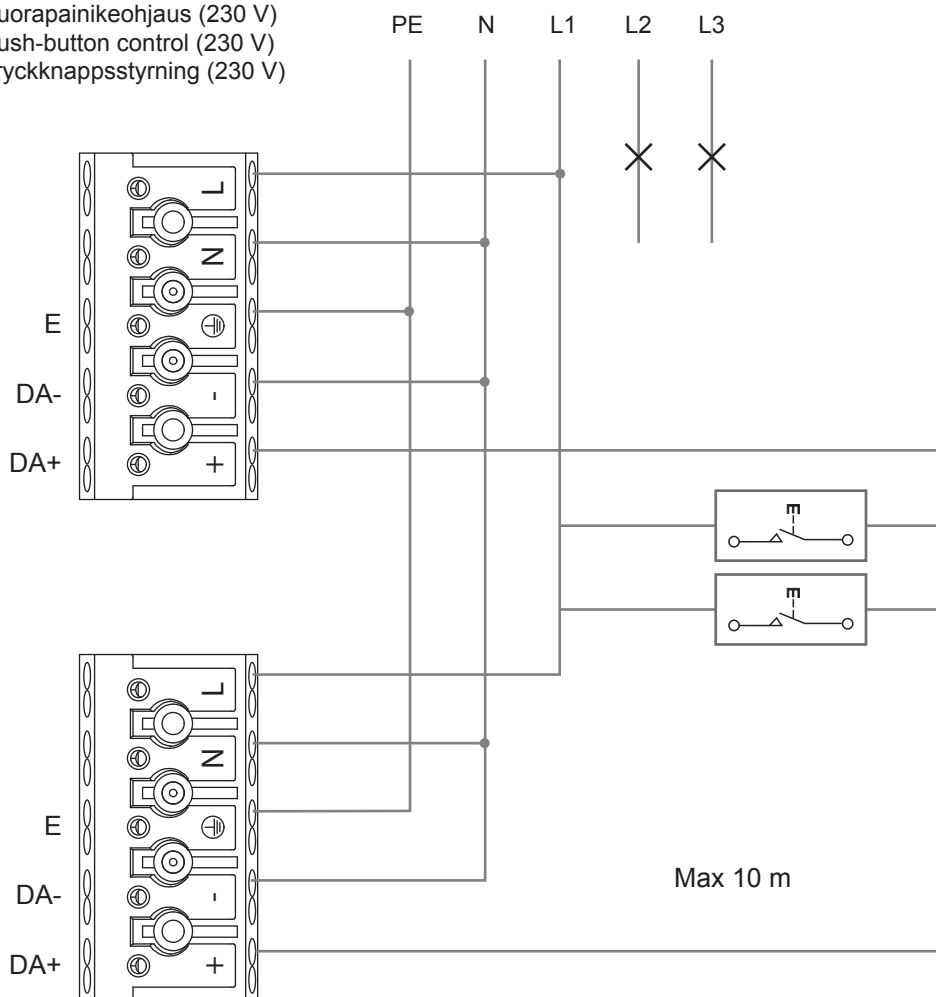 uorapainikeohjaus (230 V)
ush-button control (230 V)
ryckknappsstyrning (230 V)
PE N L1 L2 L3
L
N
E
DA- -
DA+ +
L
N
E
DA- -
DA+ +
Max 10 m